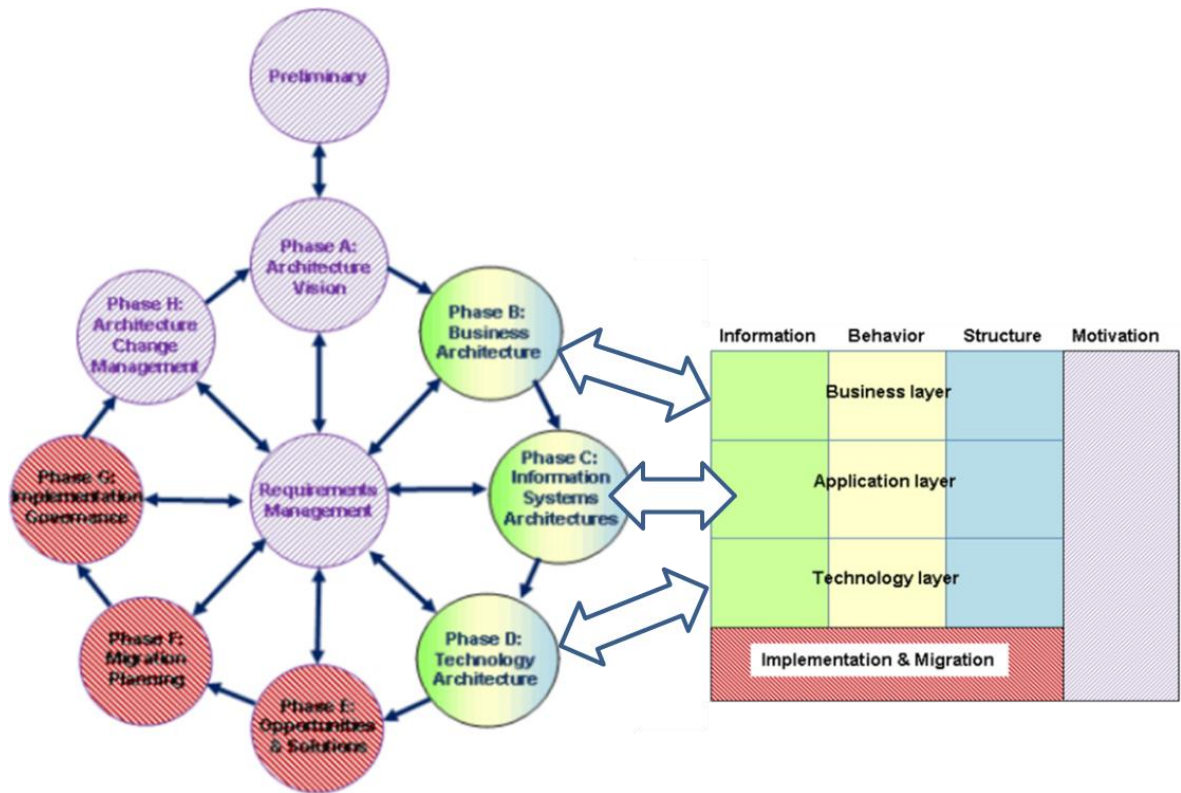 Preliminary
Phase A:
Architecture
Vision
Phase H:
Architecture
Change
Management
Phase B:
Business
Architecture
Requirements
Management
Phase G:
Implementation
Governance
Phase C:
Information
Systems
Architectures
Phase F:
Migration
Planning
Phase D:
Technology
Architecture
Phase E:
Opportunities
& Solutions
Information Behavior Structure Motivation
Business layer
Application layer
Technology layer
Implementation & Migration